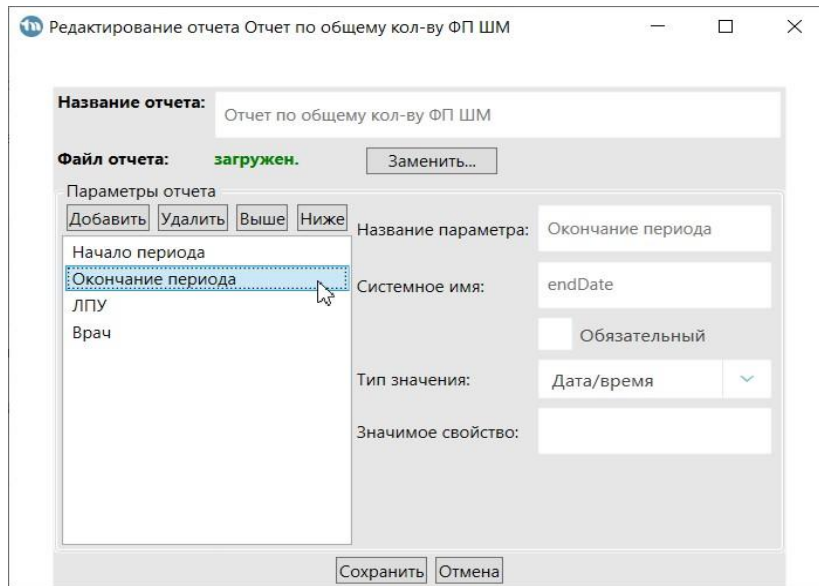 Редактирование отчета Отчет по общему кол-ву ФП ШМ
Название отчета:
Отчет по общему кол-ву ФП ШМ
Файл отчета: загружен. Заменить...
Параметры отчета
Добавить Удалить Выше Ниже
Начало периода
Окончание периода
ЛПУ
Врач
Название параметра: Окончание периода
Системное имя: endDate
Обязательный
Тип значения: Дата/время
Значимое свойство:
Сохранить Отмена